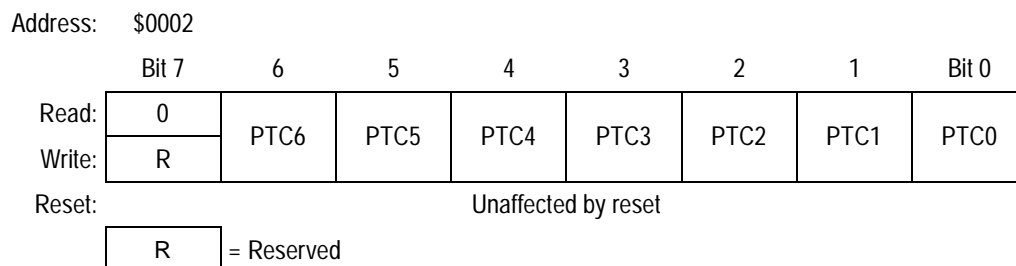 Address: $0002
Bit 7 6 5 4 3 2 1 Bit 0
Read: 0 PTC6 PTC5 PTC4 PTC3 PTC2 PTC1 PTC0
Write: R
Reset: Unaffected by reset
R = Reserved